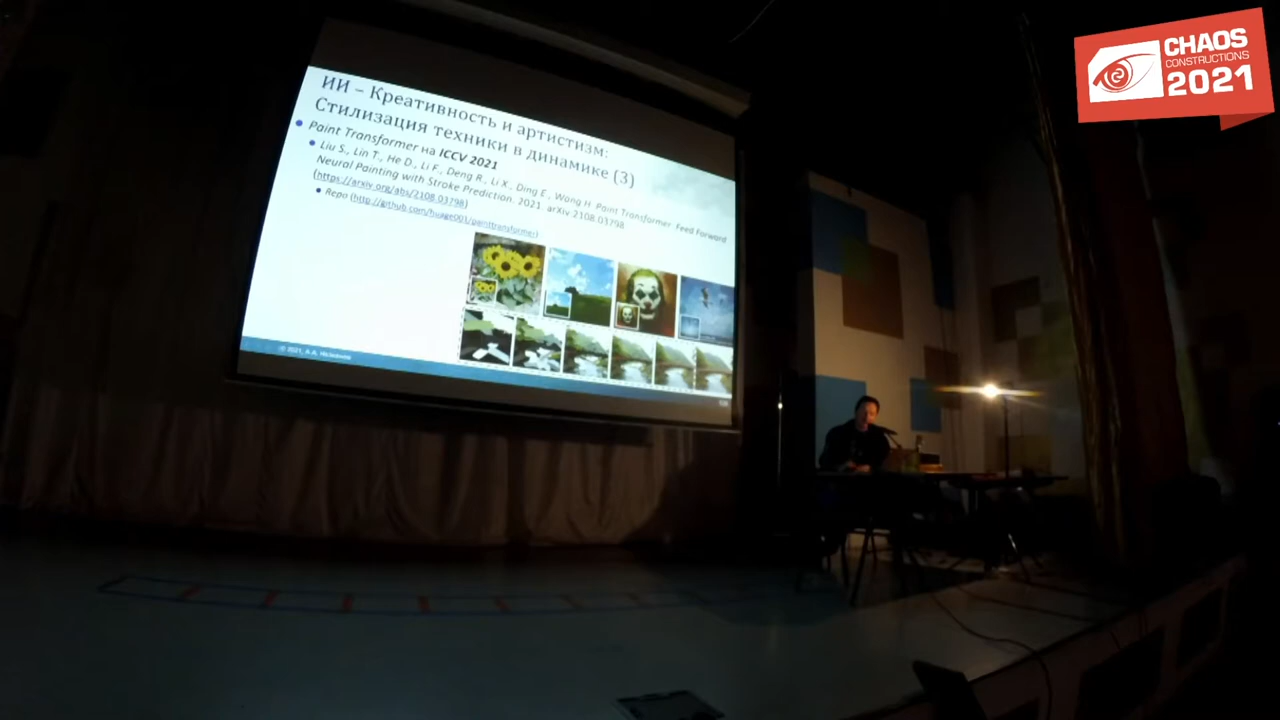 CHAOS
CONSTRUCTIONS
2021
ИИ – Креативность и артистизм:
Стилизация техники в динамике (3)
Paint Transformer на ICCV 2021
Liu S., Lin T., He D., Li F., Deng R., Li X., Ding E., Wang H. Paint Transformer: Feed Forward
Neural Painting with Stroke Prediction. 2021. arXiv:2108.03798
(https://arxiv.org/abs/2108.03798)
Repo (http://github.com/huage001/painttransformer)
© 2021, А.А.